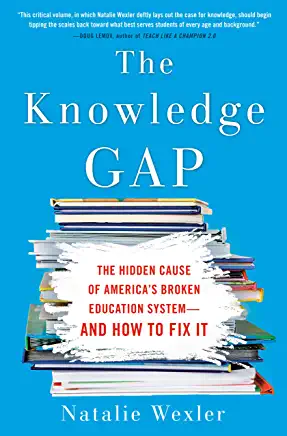 "This critical volume, in which Natalie Wexler deftly lays out the case for knowledge, should begin
tipping the scales back toward what best serves students of every age and background."
—DOUG LEMOV, author of TEACH LIKE A CHAMPION 2.0
The
Knowledge
GAP
THE HIDDEN CAUSE
OF AMERICA'S BROKEN
EDUCATION SYSTEM—
AND HOW TO FIX IT
Natalie Wexler